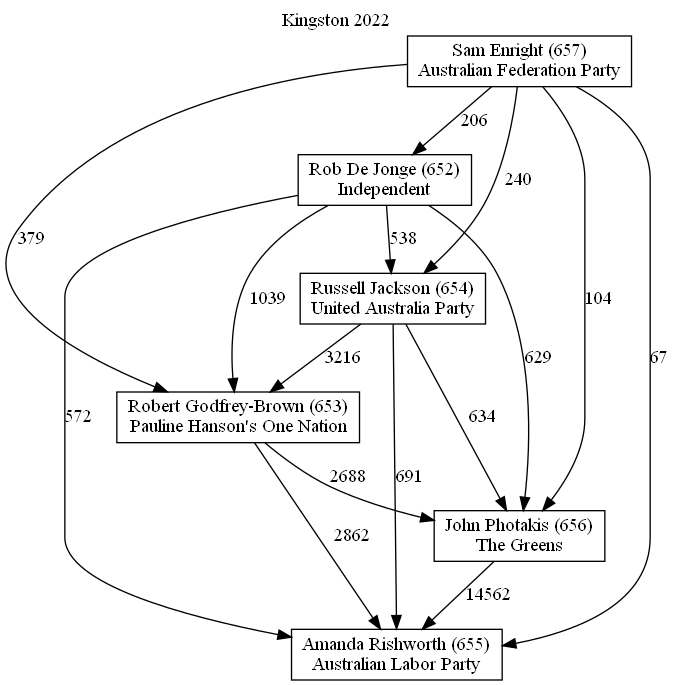 Kingston 2022
Sam Enright (657)
Australian Federation Party
206
Rob De Jonge (652)
Independent
240
379
538
1039
104
Russell Jackson (654)
United Australia Party
3216
629
67
572
Robert Godfrey-Brown (653)
Pauline Hanson's One Nation
634
2688
691
2862
John Photakis (656)
The Greens
14562
Amanda Rishworth (655)
Australian Labor Party